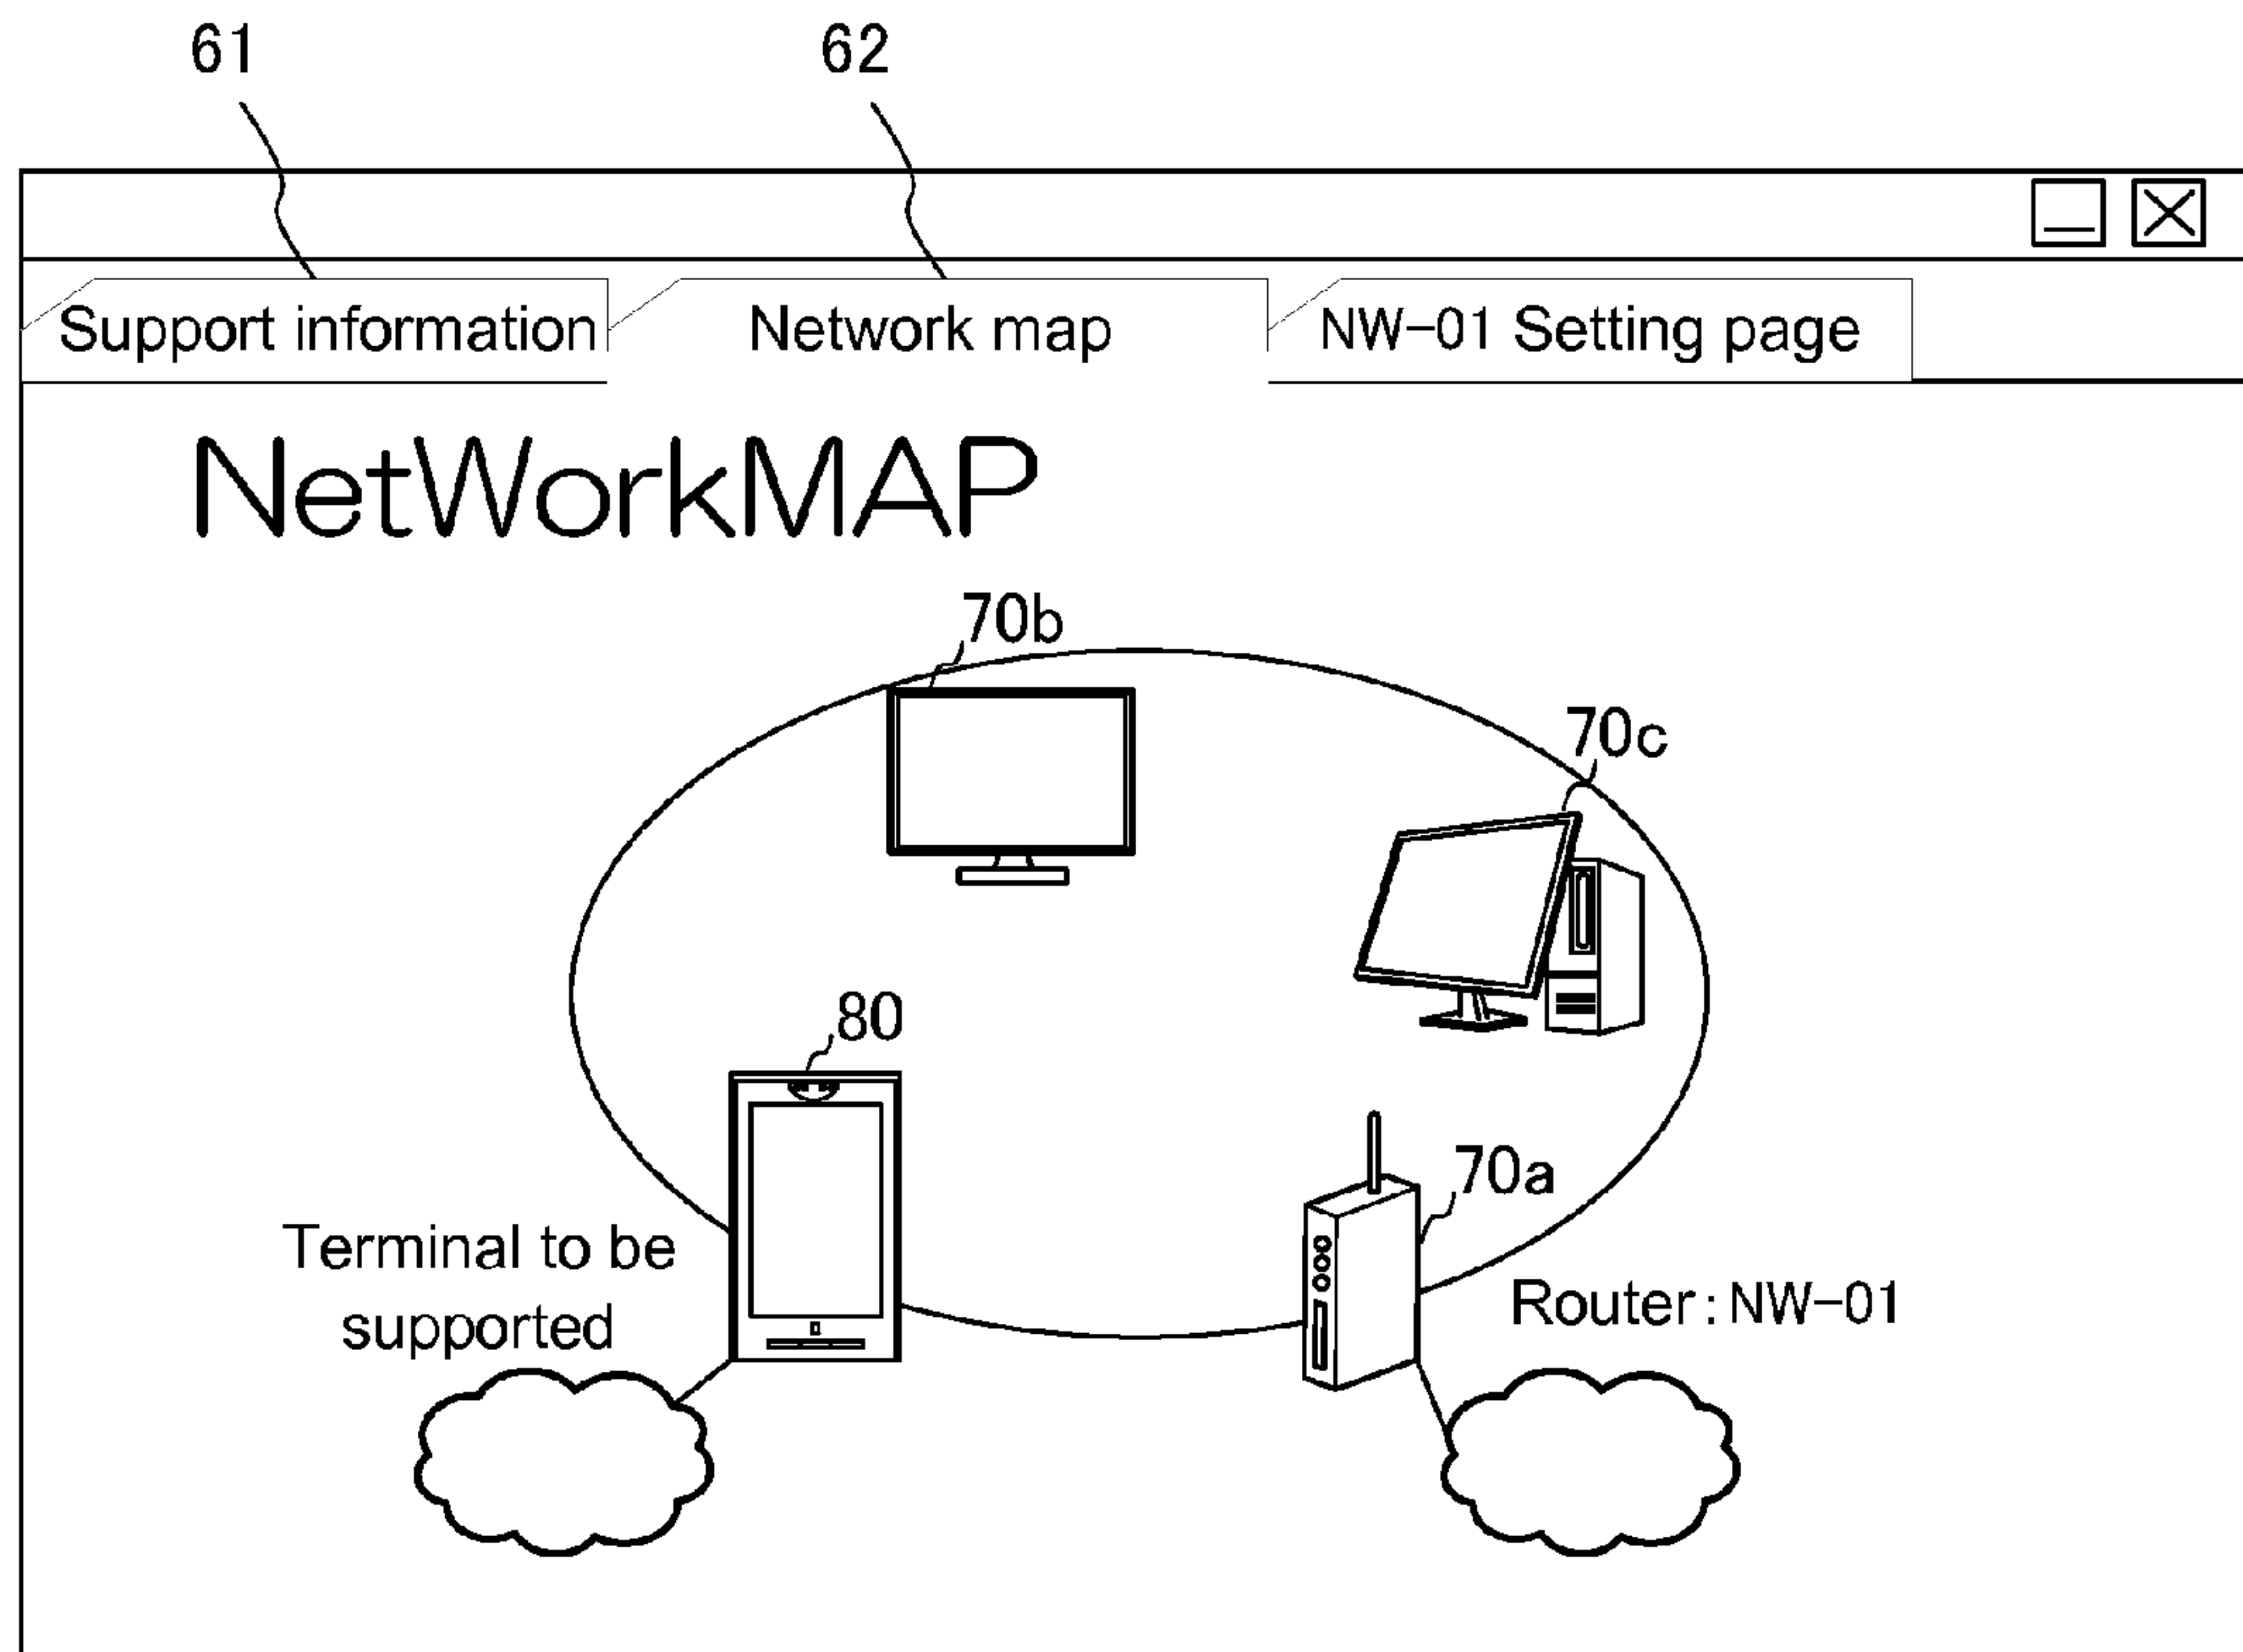 61
62
Support information
Network map
NW-01 Setting page
NetWorkMAP
70b
70c
80
70a
Terminal to be
supported
Router: NW-01